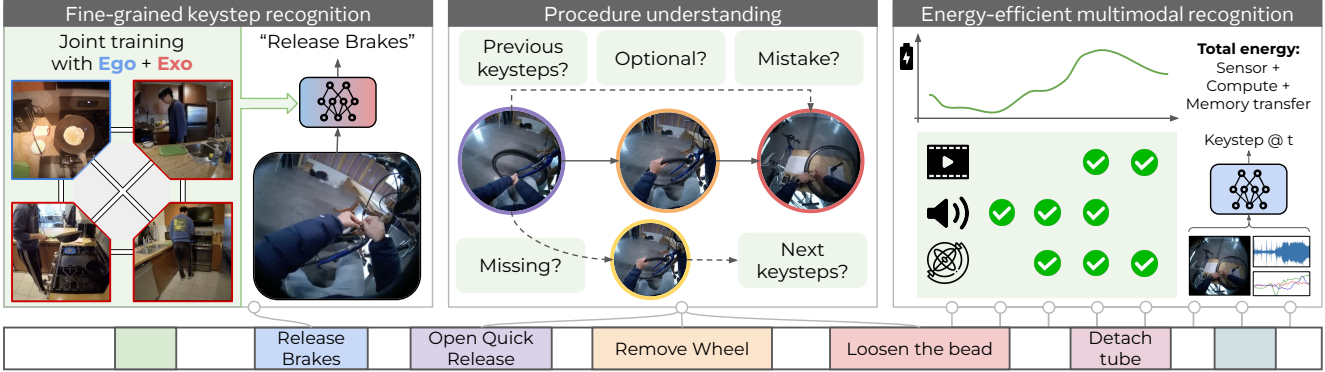 Fine-grained keystep recognition
Joint training
with Ego + Exo
“Release Brakes”
Procedure understanding
Previous
keysteps?
Optional?
Mistake?
Missing?
Next
keysteps?
Energy-efficient multimodal recognition
Total energy:
Sensor +
Compute +
Memory transfer
Keystep @ t
Release
Brakes
Open Quick
Release
Remove Wheel
Loosen the bead
Detach
tube